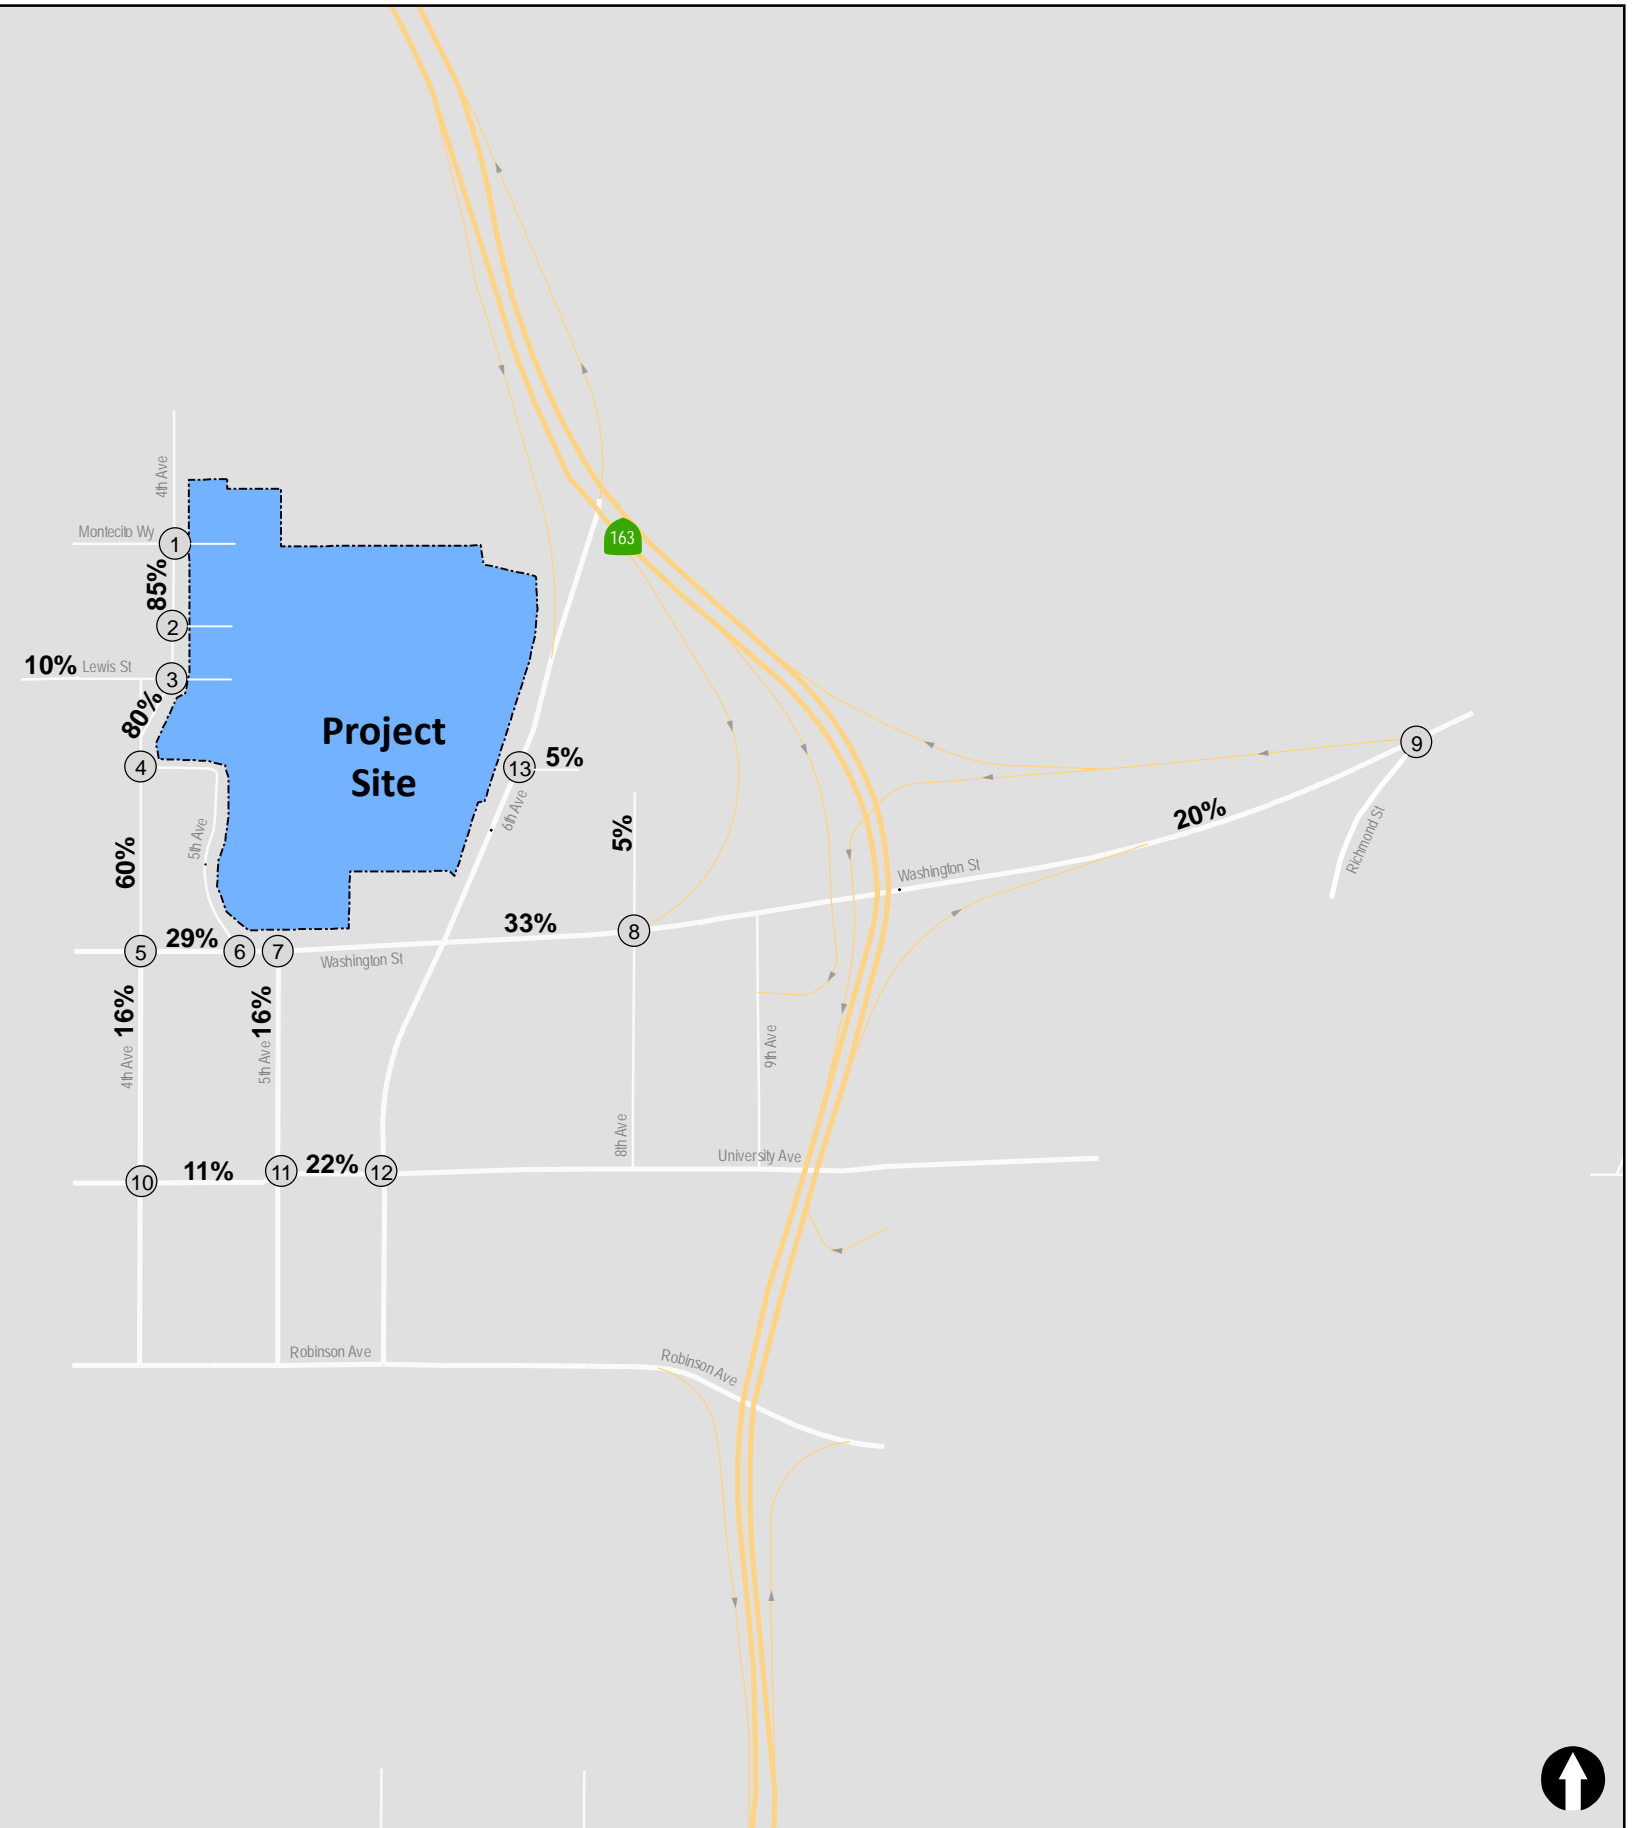 163
4th Ave
Montecito Wy
1
85%
2
10%
Lewis St
3
80%
Project
Site
4
13
5%
9
6th Ave
5th Ave
60%
5%
20%
Richmond St
Washington St
33%
8
29%
5
6
7
Washington St
16%
16%
4th Ave
5th Ave
9th Ave
8th Ave
University Ave
10
11%
11
22%
12
Robinson Ave
Robinson Ave